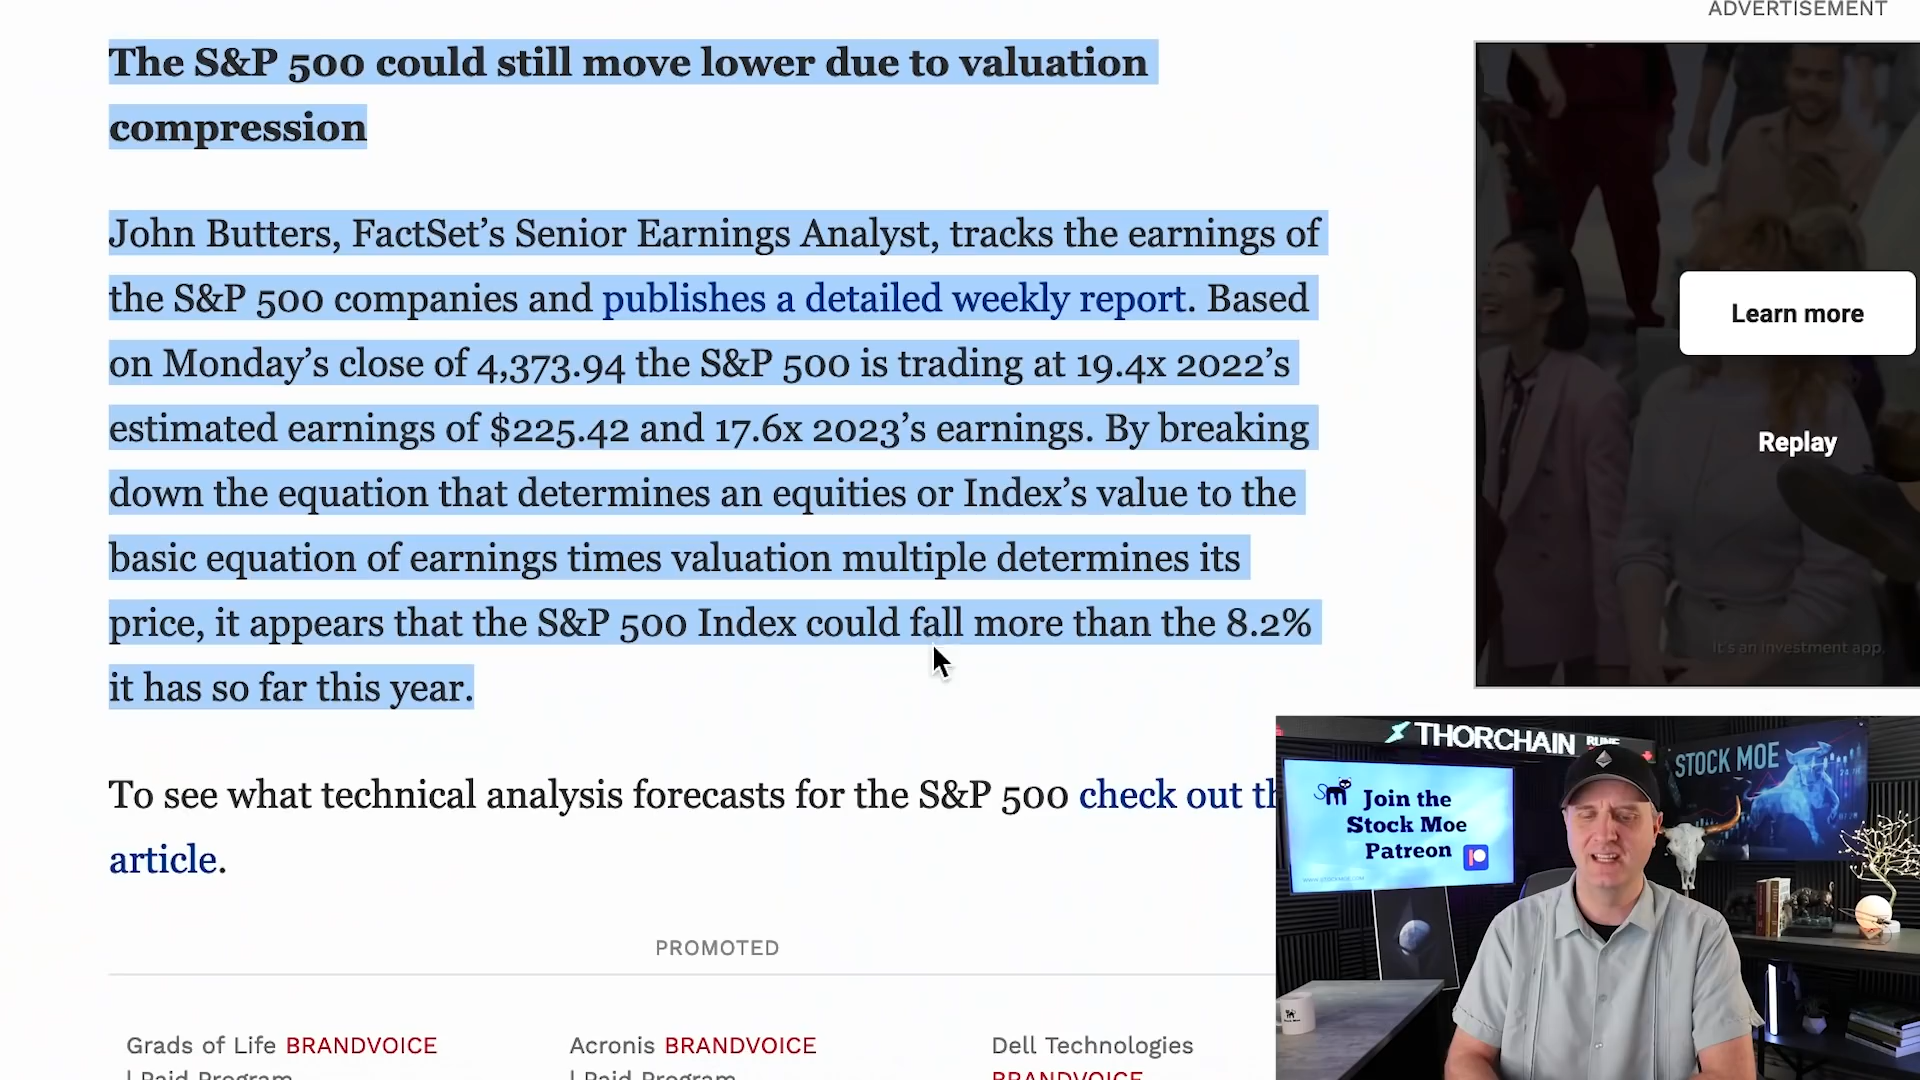 ADVERTISEMENT
The S&P 500 could still move lower due to valuation
compression
John Butters, FactSet’s Senior Earnings Analyst, tracks the earnings of
the S&P 500 companies and publishes a detailed weekly report. Based
on Monday’s close of 4,373.94 the S&P 500 is trading at 19.4x 2022’s
estimated earnings of $225.42 and 17.6x 2023’s earnings. By breaking
down the equation that determines an equities or Index’s value to the
basic equation of earnings times valuation multiple determines its
price, it appears that the S&P 500 Index could fall more than the 8.2%
it has so far this year.
Learn more
Replay
It's an investment app.
To see what technical analysis forecasts for the S&P 500 check out
article.
PROMOTED
Grads of Life BRANDVOICE
| Paid Program
Acronis BRANDVOICE
| Paid Program
Dell Technologies
BRANDVOICE
THORCHAIN RUNE
STOCK MOE
Join the
Stock Moe
Patreon